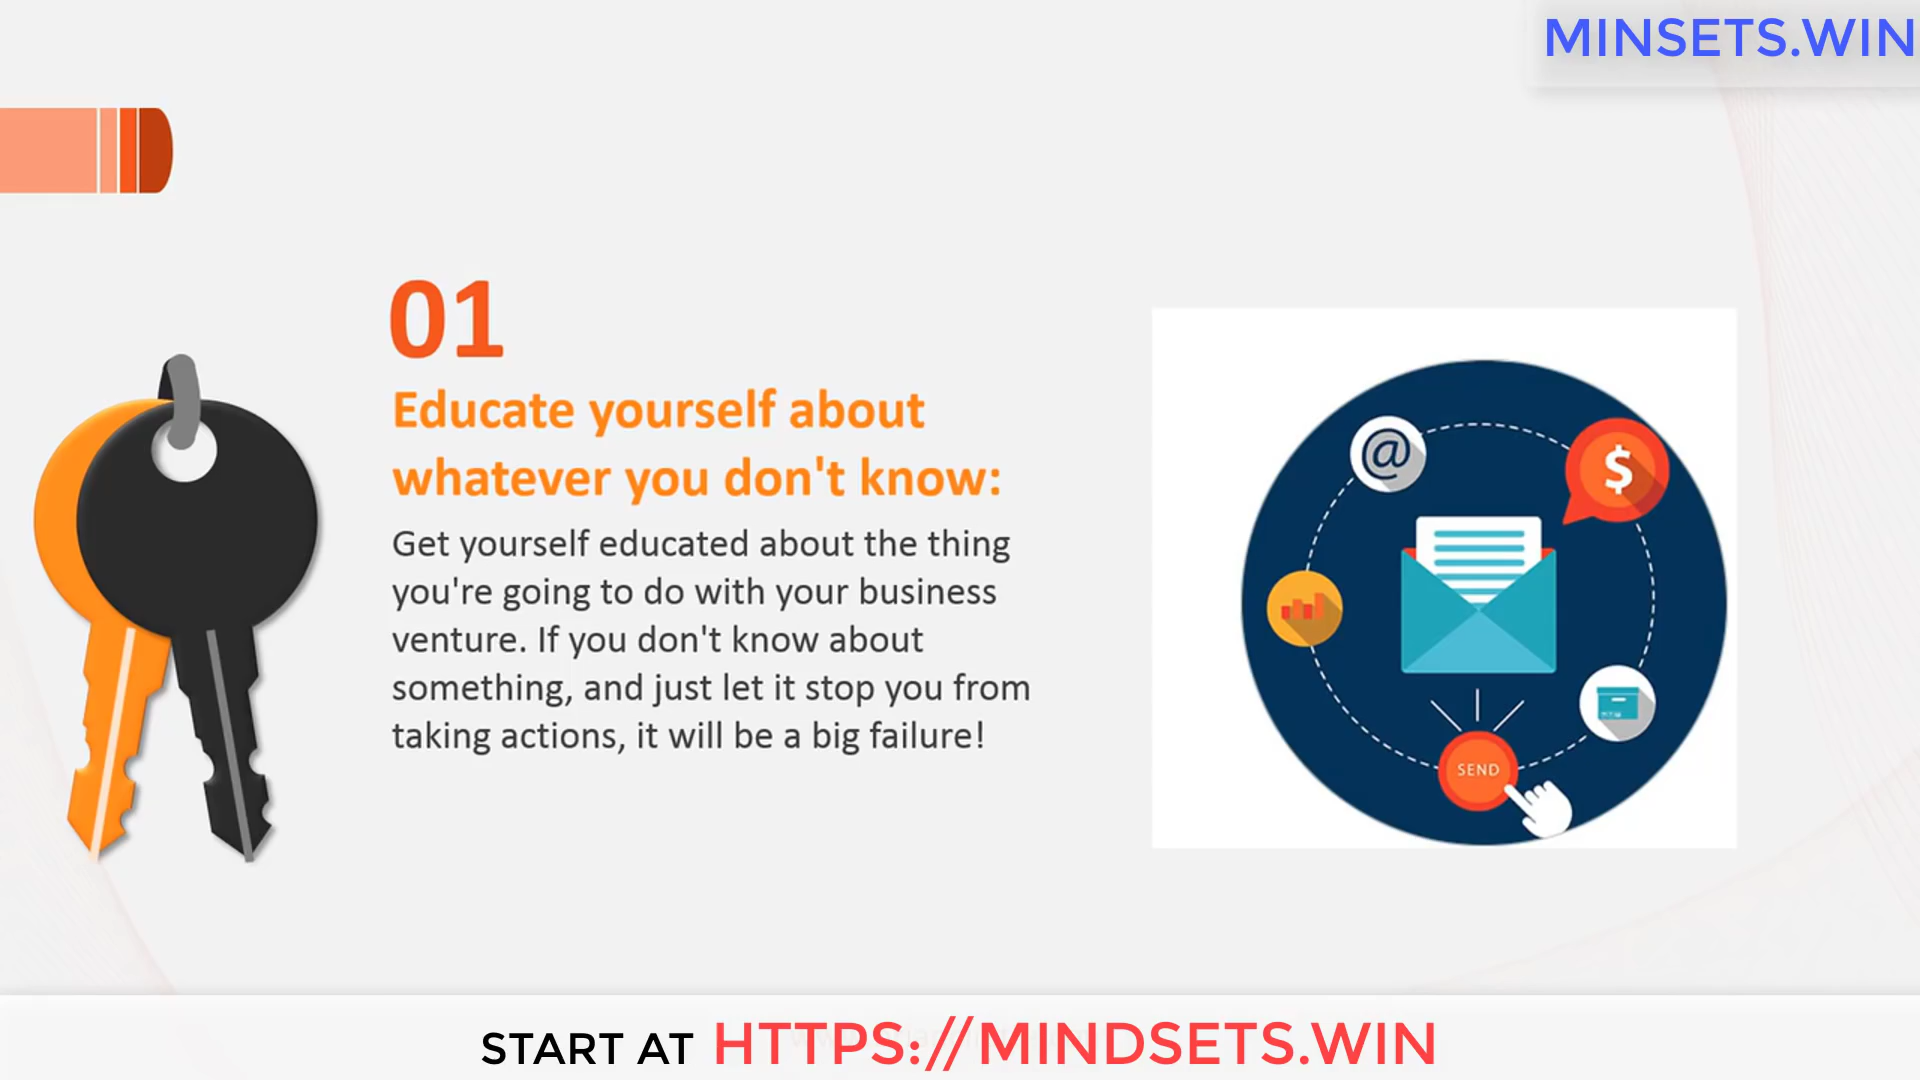 MINSETS.WIN
01
Educate yourself about
whatever you don't know:
Get yourself educated about the thing
you're going to do with your business
venture. If you don't know about
something, and just let it stop you from
taking actions, it will be a big failure!
@
$
SEND
START AT HTTPS://MINDSETS.WIN